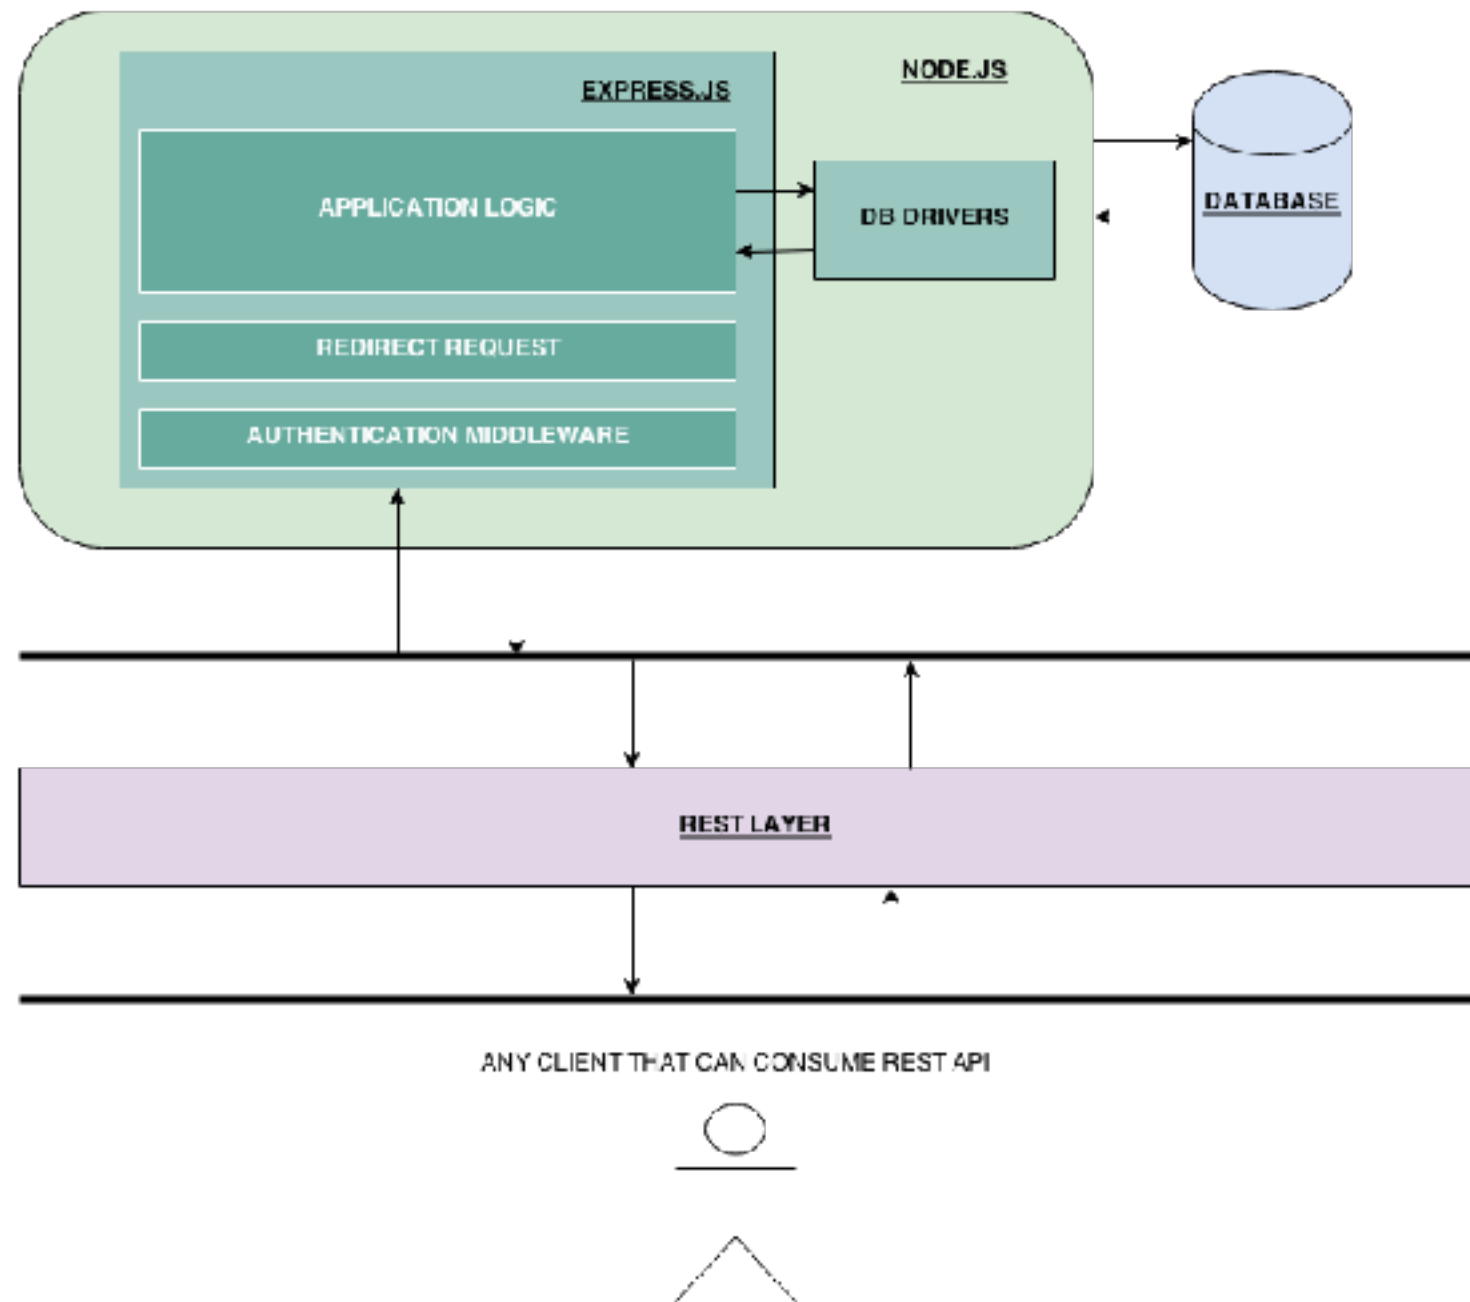 NODE.JS
EXPRESS.JS
APPLICATION LOGIC
DB DRIVERS
DATABASE
REDIRECT REQUEST
AUTHENTICATION MIDDLEWARE
REST LAYER
ANY CLIENT THAT CAN CONSUME REST API